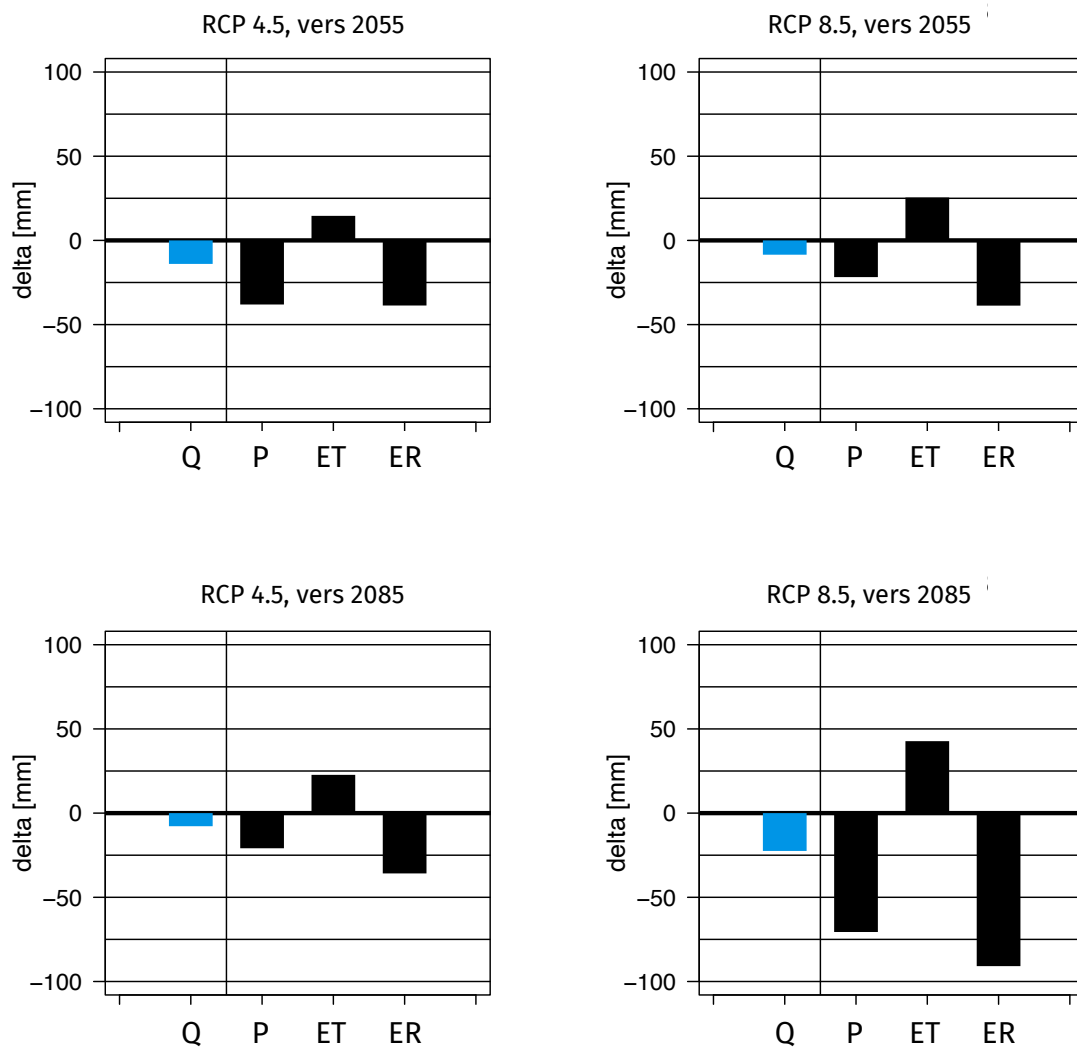 RCP 4.5, vers 2055
delta [mm]
100
50
0
−50
−100
Q P ET ER
RCP 8.5, vers 2055
delta [mm]
100
50
0
−50
−100
Q P ET ER
RCP 4.5, vers 2085
delta [mm]
100
50
0
−50
−100
Q P ET ER
RCP 8.5, vers 2085
delta [mm]
100
50
0
−50
−100
Q P ET ER